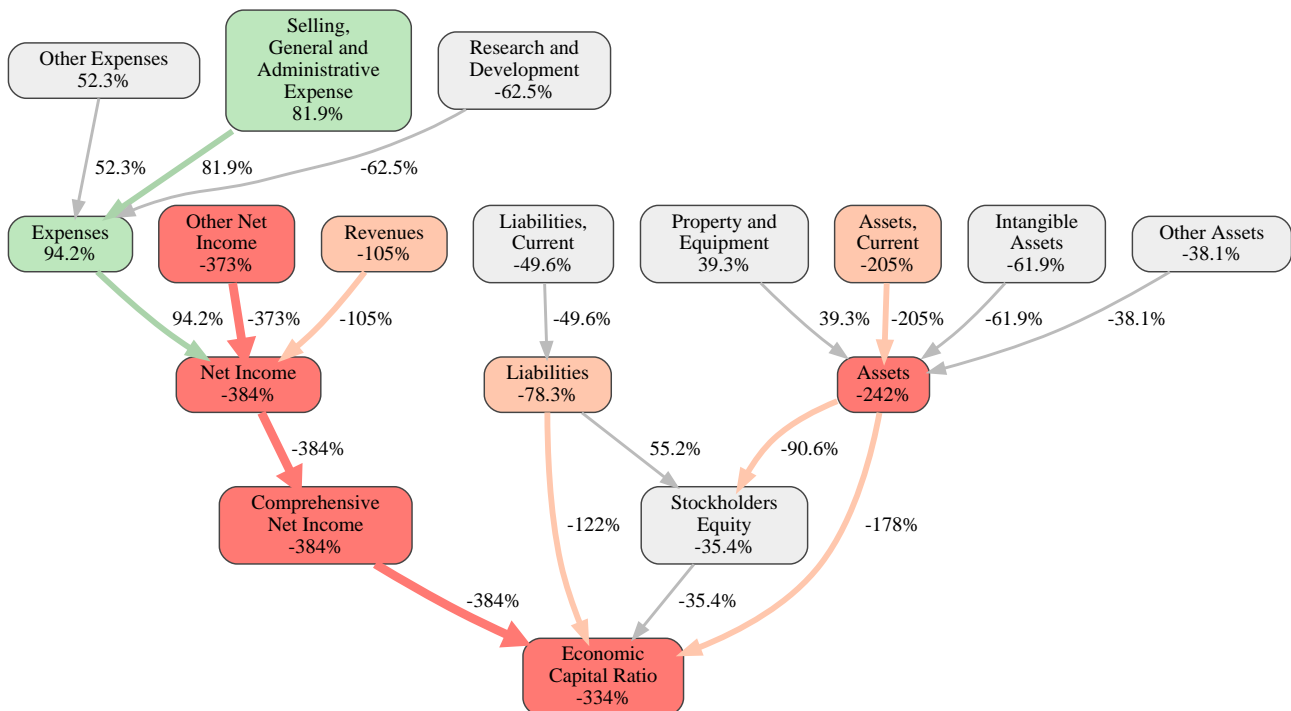 Other Expenses
52.3%
Selling,
General and
Administrative
Expense
81.9%
Research and
Development
-62.5%
52.3%
81.9%
-62.5%
Expenses
94.2%
Other Net
Income
-373%
Revenues
-105%
Liabilities,
Current
-49.6%
Property and
Equipment
39.3%
Assets,
Current
-205%
Intangible
Assets
-61.9%
Other Assets
-38.1%
94.2%
-373%
-105%
-49.6%
39.3%
-205%
-61.9%
-38.1%
Net Income
-384%
Liabilities
-78.3%
Assets
-242%
-384%
55.2%
-90.6%
Comprehensive
Net Income
-384%
-122%
Stockholders
Equity
-35.4%
-178%
-384%
-35.4%
Economic
Capital Ratio
-334%